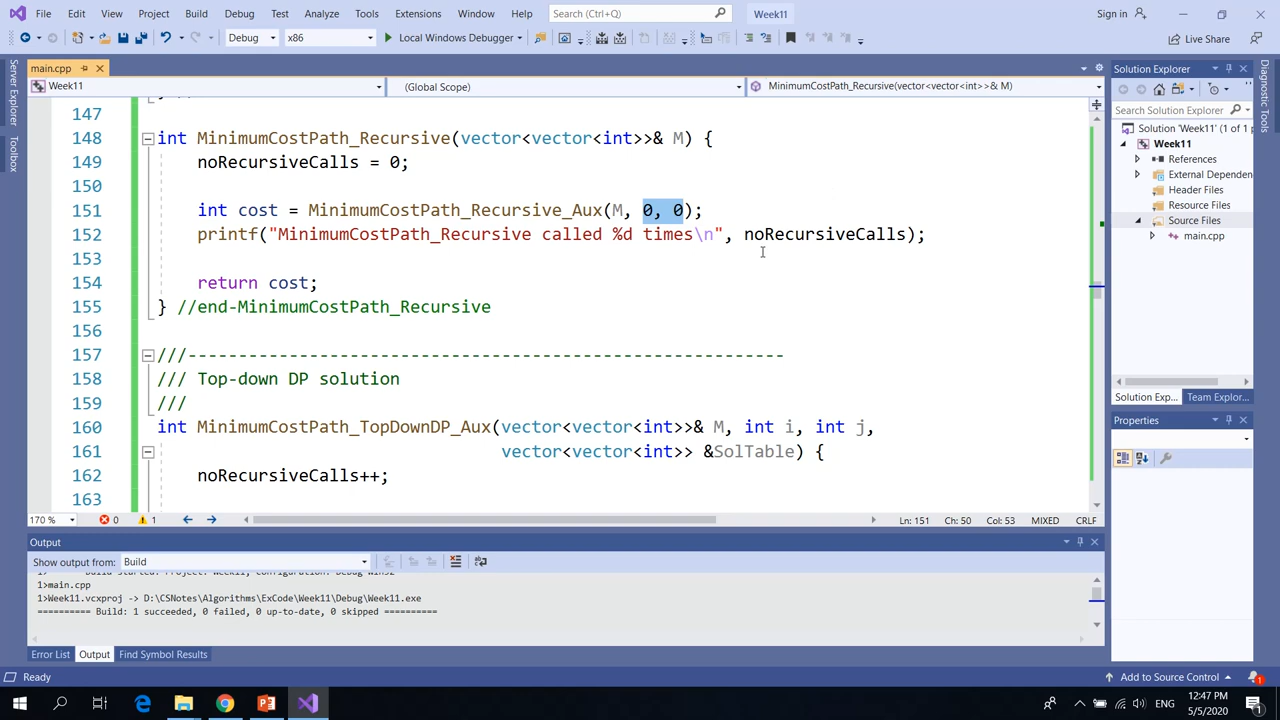 File Edit View Project Build Debug Test Analyze Tools Extensions Window Help Search (Ctrl+Q) Week11 Sign in
Debug x86 Local Windows Debugger Live Share
main.cpp
Week11 (Global Scope) MinimumCostPath_Recursive(vector<vector<int>>& M)
Server Explorer
Toolbox
147
148 int MinimumCostPath_Recursive(vector<vector<int>>& M) {
149 noRecursiveCalls = 0;
150
151 int cost = MinimumCostPath_Recursive_Aux(M, 0, 0);
152 printf("MinimumCostPath_Recursive called %d times\n", noRecursiveCalls);
153
154 return cost;
155 } //end-MinimumCostPath_Recursive
156
157 ///-----------------------------------------------------------
158 /// Top-down DP solution
159 ///
160 int MinimumCostPath_TopDownDP_Aux(vector<vector<int>>& M, int i, int j,
161 vector<vector<int>> &SolTable) {
162 noRecursiveCalls++;
163
170 % 0 1 Ln: 151 Ch: 50 Col: 53 MIXED CRLF
Output
Show output from: Build
1>main.cpp
1>Week11.vcxproj -> D:\CSNotes\Algorithms\ExCode\Week11\Debug\Week11.exe
========== Build: 1 succeeded, 0 failed, 0 up-to-date, 0 skipped ==========
Error List Output Find Symbol Results
Solution Explorer
Search Solution Explorer
Solution 'Week11' (1 of 1 p
Week11
References
External Dependen
Header Files
Resource Files
Source Files
main.cpp
Solution Exp... Team Explor...
Properties
Diagnostic Tools
Ready Add to Source Control 1
ENG 12:47 PM
5/5/2020 1